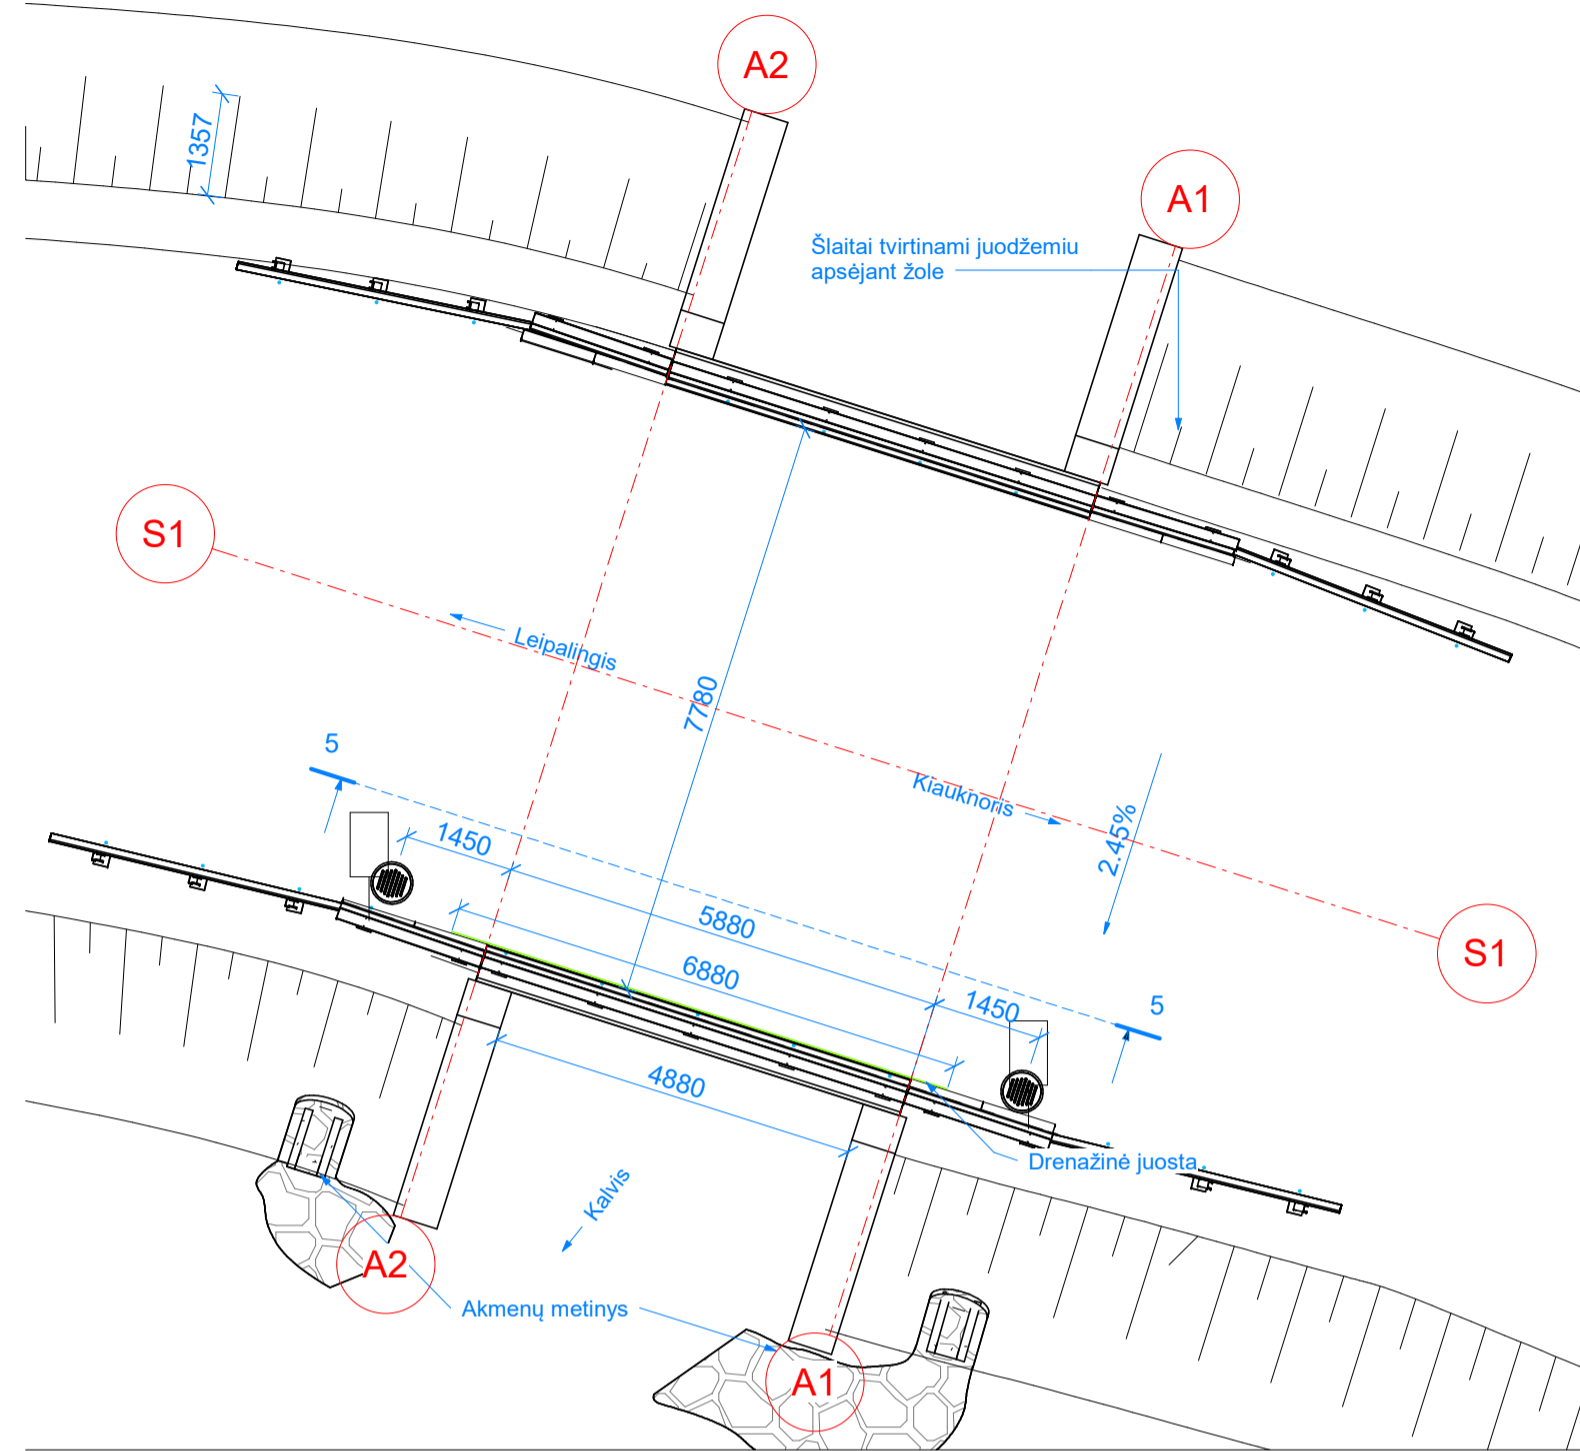 A2
A1
1357
Šlaitai tvirtinami juodžemiu
apsėjant žole
S1
Leipalingis
7780
Kiauknoris
2.45%
5
1450
5880
6880
1450
5
S1
4880
Drenažinė juosta
Kalvis
A2
Akmenų metinys
A1